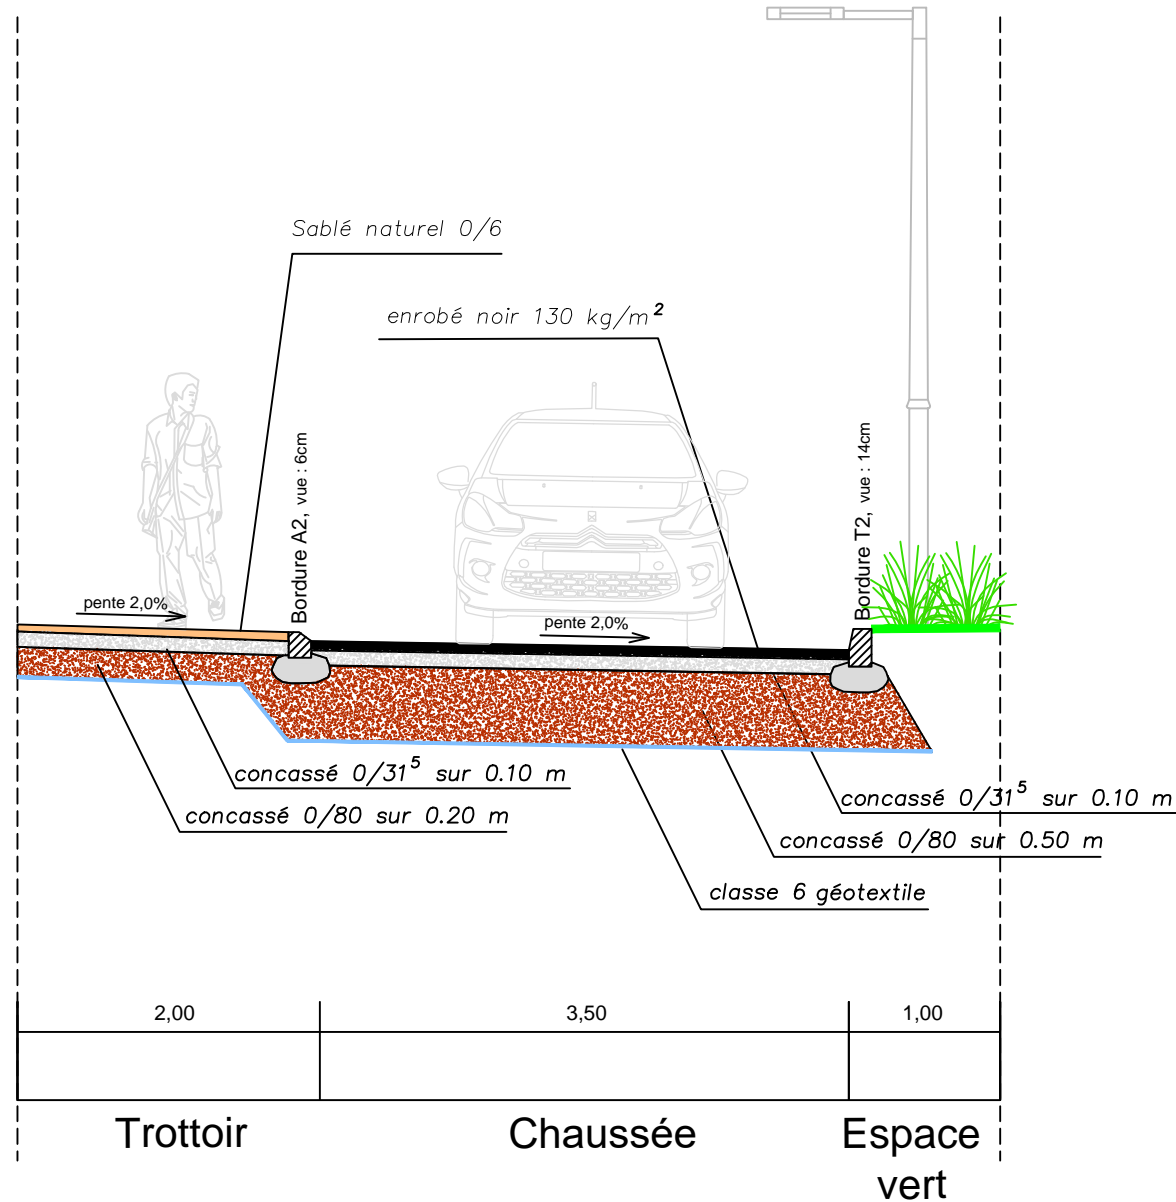 Sablé naturel 0/6
enrobé noir 130 kg/m²
Bordure A2, vue : 6cm
Bordure T2, vue : 14cm
pente 2,0%
pente 2,0%
concassé 0/31⁵ sur 0.10 m
concassé 0/80 sur 0.20 m
concassé 0/31⁵ sur 0.10 m
concassé 0/80 sur 0.50 m
classe 6 géotextile
2,00
3,50
1,00
Trottoir
Chaussée
Espace
vert